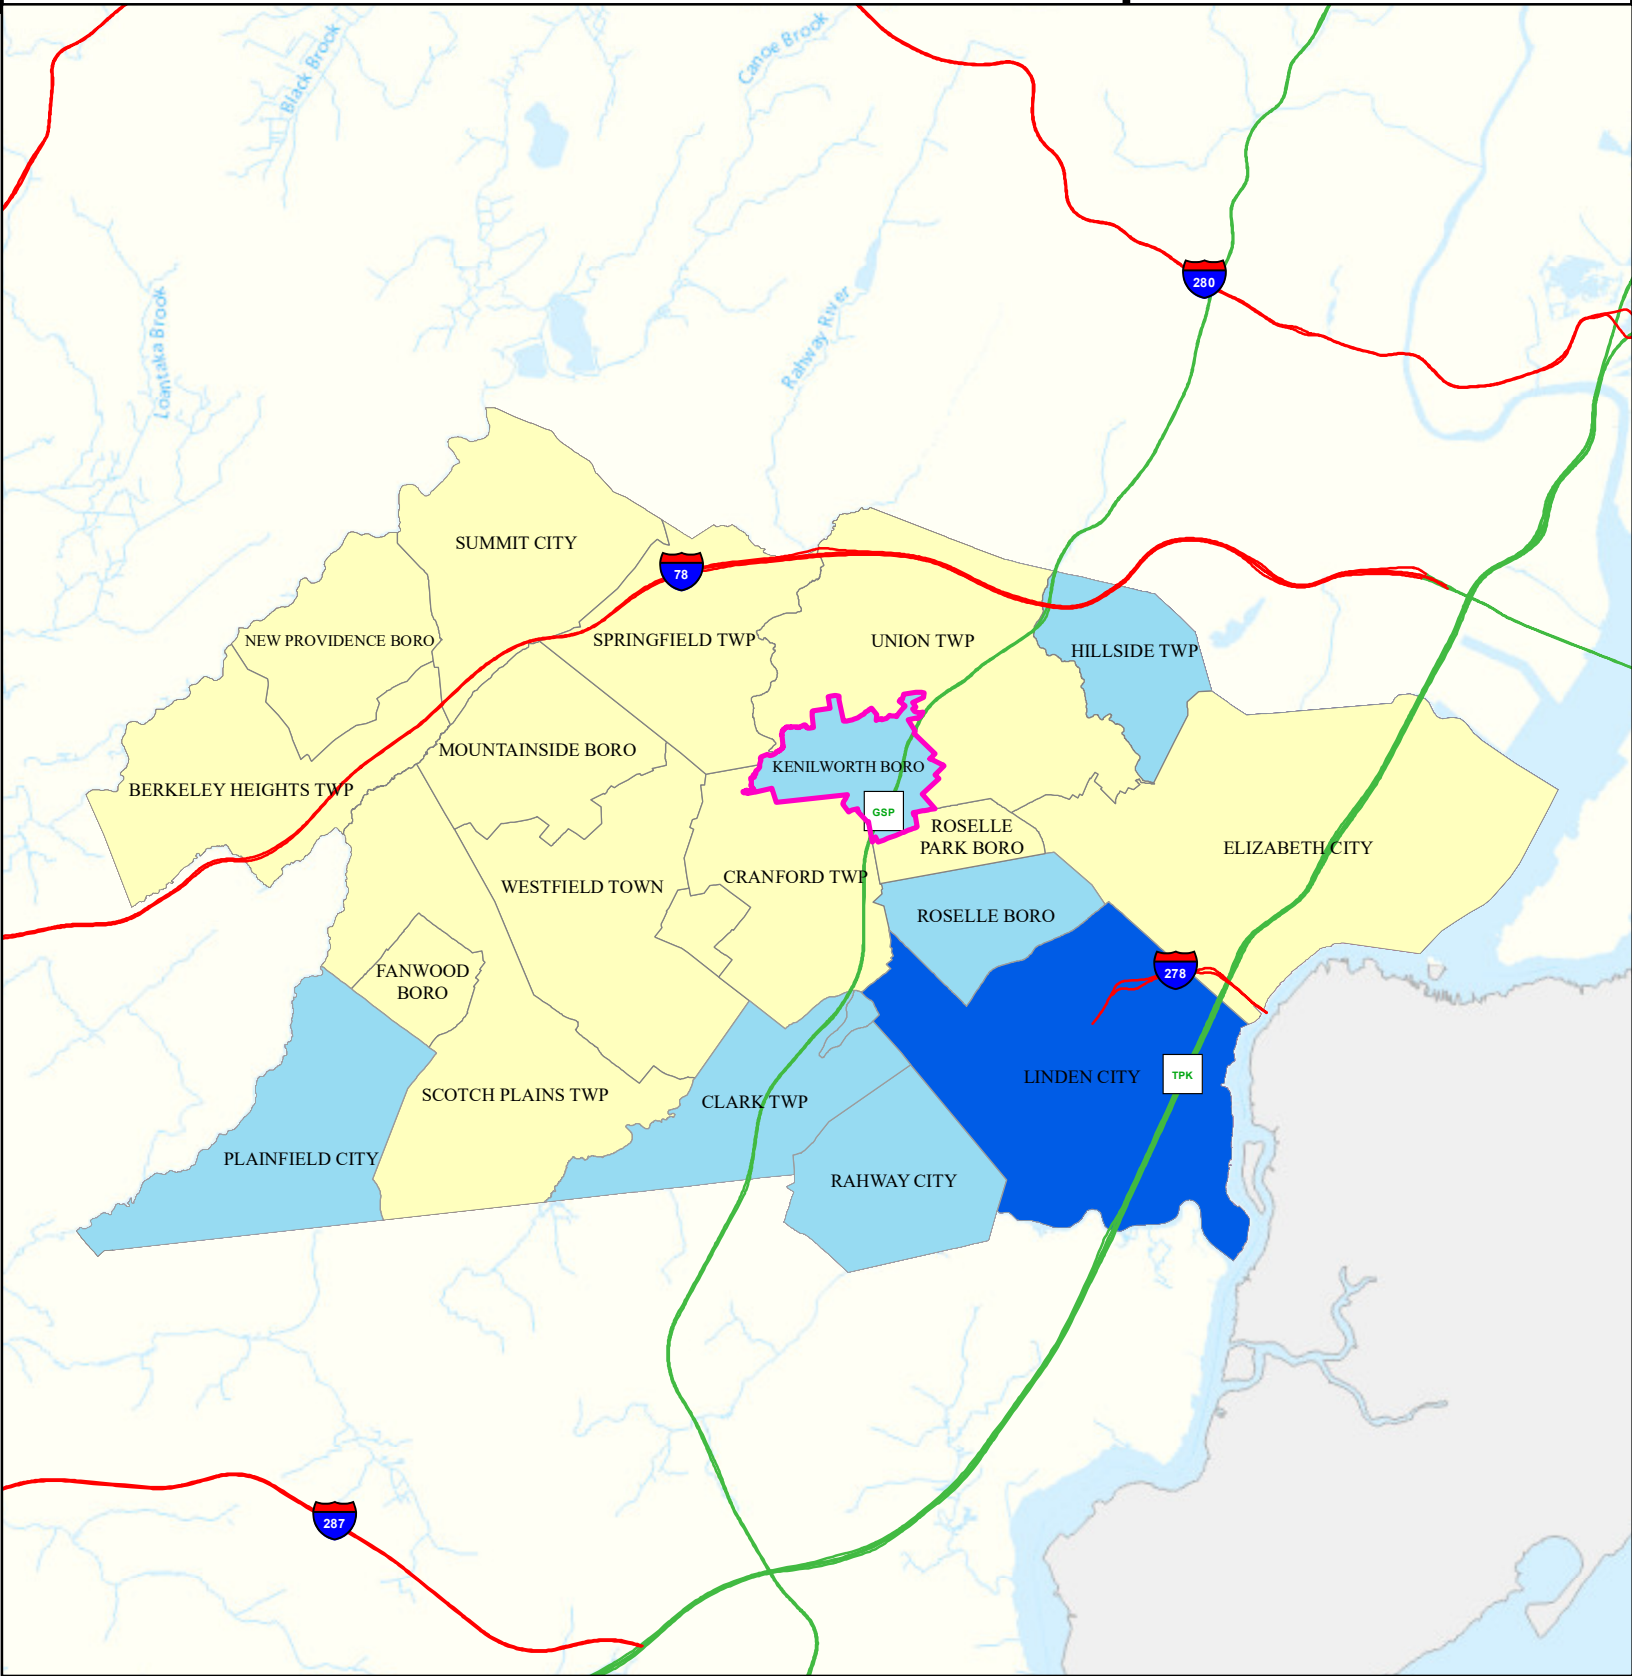 Black Brook
Canoe Brook
280
Loantaka Brook
Rahway River
SUMMIT CITY
78
NEW PROVIDENCE BORO
SPRINGFIELD TWP
UNION TWP
HILLSIDE TWP
MOUNTAINSIDE BORO
KENILWORTH BORO
BERKELEY HEIGHTS TWP
GSP
ROSELLE
PARK BORO
ELIZABETH CITY
WESTFIELD TOWN
CRANFORD TWP
ROSELLE BORO
FANWOOD
BORO
278
LINDEN CITY
TPK
SCOTCH PLAINS TWP
CLARK TWP
PLAINFIELD CITY
RAHWAY CITY
287